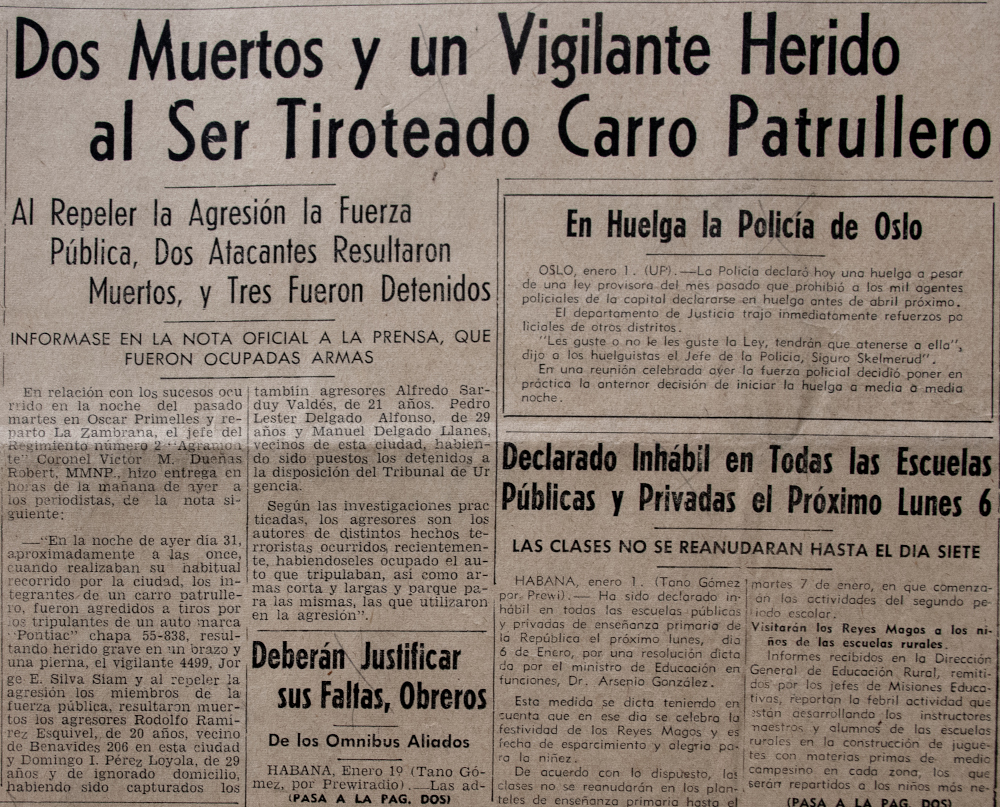 Dos Muertos y un Vigilante Herido
al Ser Tiroteado Carro Patrullero
Al Repeler la Agresión la Fuerza
Pública, Dos Atacantes Resultaron
Muertos, y Tres Fueron Detenidos
INFORMASE EN LA NOTA OFICIAL A LA PRENSA, QUE
FUERON OCUPADAS ARMAS
En relación con los sucesos ocu
rrido en la noche del pasado
martes en Oscar Primelles y re-
parto La Zambrana, el jefe del
Regimiento número 2 "Agramon
te" Coronel Víctor M. Dueñas
Robert, MMNP, hizo entrega en
horas de la mañana de ayer a
los periodistas, de la nota si-
guiente:
—"En la noche de ayer día 31,
aproximadamente a las once,
cuando realizaban su habitual
recorrido por la ciudad, los in-
tegrantes de un carro patrulle-
ro, fueron agredidos a tiros por
los tripulantes de un auto marca
"Pontiac" chapa 55-838, resul-
tando herido grave en un brazo y
una pierna, el vigilante 4499, Jor
ge E. Silva Siam y al repeler la
agresión los miembros de la
fuerza pública, resultaron muer-
tos los agresores Rodolfo Rami-
rez Esquivel, de 20 años, vecino
de Benavides 206 en esta ciudad
y Domingo I. Pérez Loyola, de 29
años y de ignorado domicilio,
habiendo sido capturados los
tambiín agresores Alfredo Sar-
duy Valdés, de 21 años. Pedro
Lester Delgado Alfonso, de 29
años y Manuel Delgado Llanes,
vecinos de esta ciudad, habien-
do sido puestos los detenidos a
la disposición del Tribunal de Ur
gencia.
Según las investigaciones prac
ticadas, los agresores son los
autores de distintos hechos te-
rroristas ocurridos, recientemen-
te, habiendoseles ocupado el au-
to que tripulaban, así como ar-
mas corta y largas y parque pa-
ra las mismas, las que utilizaron
en la agresión".
Deberán Justificar
sus Faltas, Obreros
De los Omnibus Aliados
HABANA, Enero 19 (Tano Gó-
mez, por Prewiradio).—Las ad-
(PASA A LA PAG. DOS)
En Huelga la Policía de Oslo
OSLO, enero 1. (UP).—La Policía declaró hoy una huelga a pesar
de una ley provisora del mes pasado que prohibió a los mil agentes
policiales de la capital declararse en huelga antes de abril próximo.
El departamento de Justicia trajo inmediatamente refuerzos po
liciales de otros distritos.
"Les guste o no le les guste la Ley, tendrán que atenerse a ella",
dijo a los huelguistas el Jefe de la Policía, Siguro Skelmerud".
En una reunión celebrada ayer la fuerza policial decidió poner en
práctica la anternor decisión de iniciar la huelga a media a media
noche.
Declarado Inhábil en Todas las Escuelas
Públicas y Privadas el Próximo Lunes 6
LAS CLASES NO SE REANUDARAN HASTA EL DIA SIETE
HABANA, enero 1. (Tano Gómez
por Prewi).— Ha sido declarado in-
hábil en todas las escuelas públicas
y privadas de enseñanza primaria de
la República el próximo lunes, dia
6 de Enero, por una resolución dicta
da por el ministro de Educación en
funciones, Dr. Arsenio González.
Esta medida se dicta teniendo en
cuenta que en ese dia se celebra la
festividad de los Reyes Magos y es
fecha de esparcimiento y alegria pa-
ra la niñez.
De acuerdo con lo dispuesto, las
clases no se reanudarán en los plan-
teles de enseñanza primaria hasta el
martes 7 de enero, en que comenza-
án las actividades del segundo pe-
iodo escolar.
Visitarán los Reyes Magos a los ni-
ños de las escuelas rurales.
Informes recibidos en la Dirección
General de Educación Rural, remiti-
dos por los jefes de Misiones Educa-
tivas, reportan la febril actividad que
están desarrollando los instructores
maestros y alumnos de las escuelas
rurales en la construcción de jugue-
tes con materias primas de medio
campesino en cada zona, los que
serán repartidos a los niños más ne-
(PASA A LA PAG. DOS)